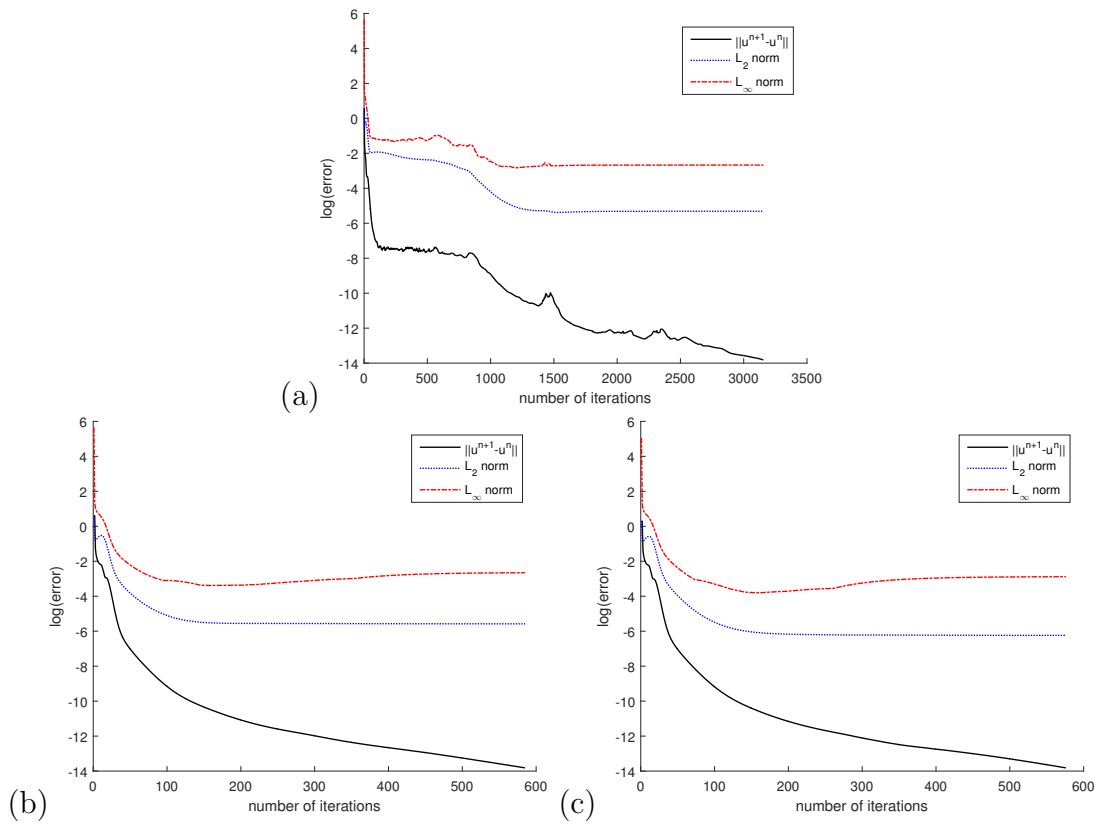 6
4
2
0
-2
-4
-6
-8
-10
-12
-14
log(error)
||u^{n+1}-u^n||
L_2 norm
L_∞ norm
0 500 1000 1500 2000 2500 3000 3500
number of iterations
(a)
6
4
2
0
-2
-4
-6
-8
-10
-12
-14
log(error)
||u^{n+1}-u^n||
L_2 norm
L_∞ norm
0 100 200 300 400 500 600
number of iterations
(b)
6
4
2
0
-2
-4
-6
-8
-10
-12
-14
log(error)
||u^{n+1}-u^n||
L_2 norm
L_∞ norm
0 100 200 300 400 500 600
number of iterations
(c)